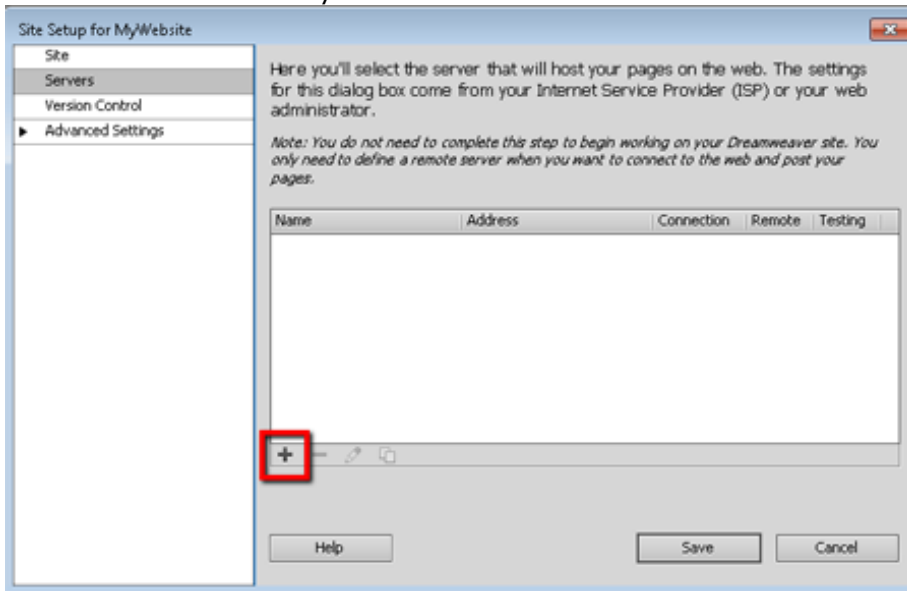 Site Setup for MyWebsite
Site
Servers
Version Control
Advanced Settings
Here you'll select the server that will host your pages on the web. The settings
for this dialog box come from your Internet Service Provider (ISP) or your web
administrator.
Note: You do not need to complete this step to begin working on your Dreamweaver site. You
only need to define a remote server when you want to connect to the web and post your
pages.
Name Address Connection Remote Testing
Help Save Cancel